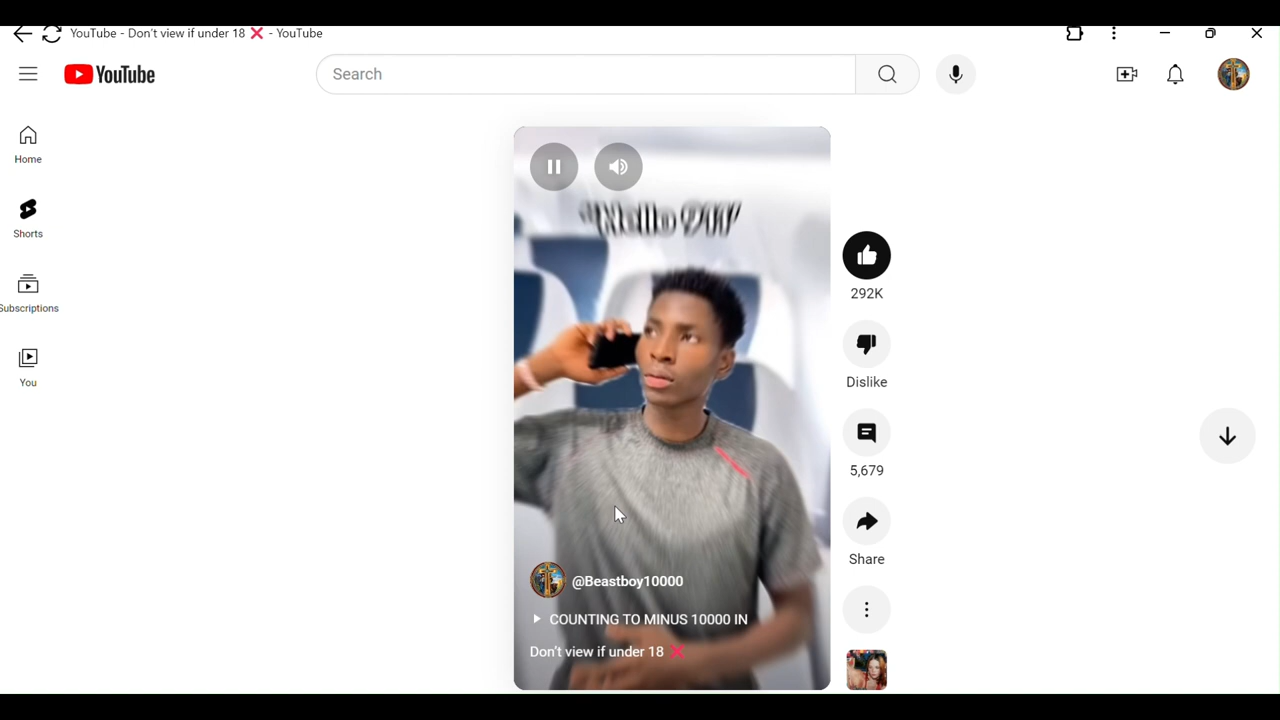 YouTube - Don't view if under 18 ❌ - YouTube
YouTube
Search
Home
Shorts
Subscriptions
You
292K
Dislike
5,679
Share
@Beastboy10000
COUNTING TO MINUS 10000 IN
Don't view if under 18 ❌